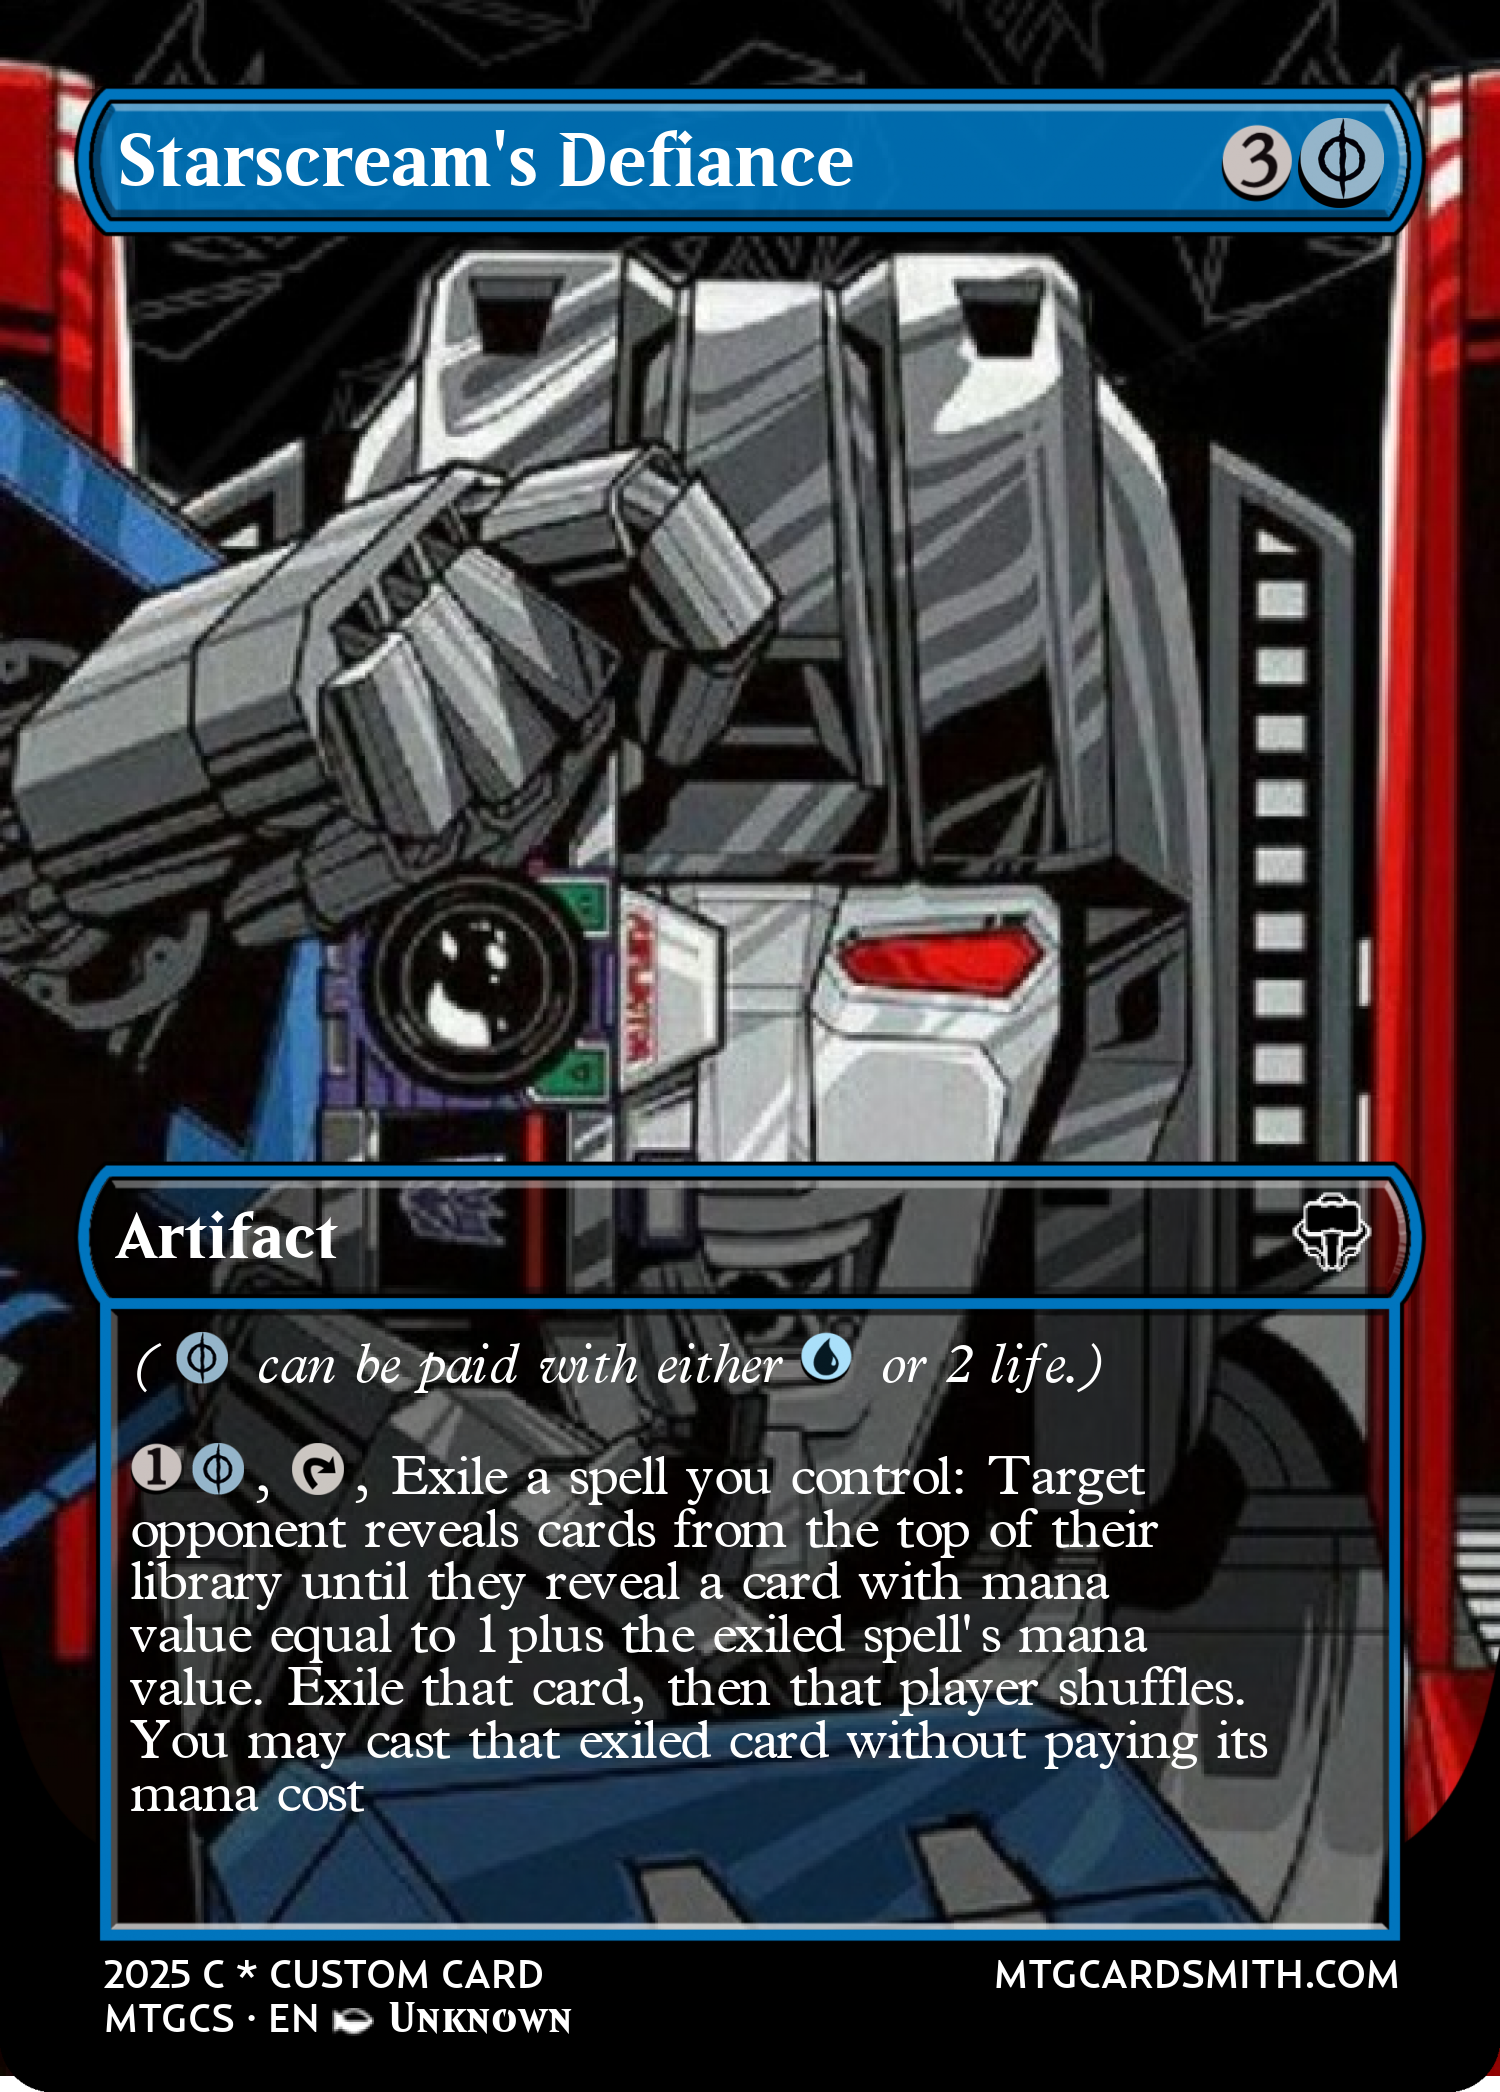 Starscream's Defiance 3
Artifact
( can be paid with either or 2 life.)
1 , , Exile a spell you control: Target
opponent reveals cards from the top of their
library until they reveal a card with mana
value equal to 1 plus the exiled spell's mana
value. Exile that card, then that player shuffles.
You may cast that exiled card without paying its
mana cost
2025 C * CUSTOM CARD
MTGCS · EN UNKNOWN
MTGCARDSMITH.COM